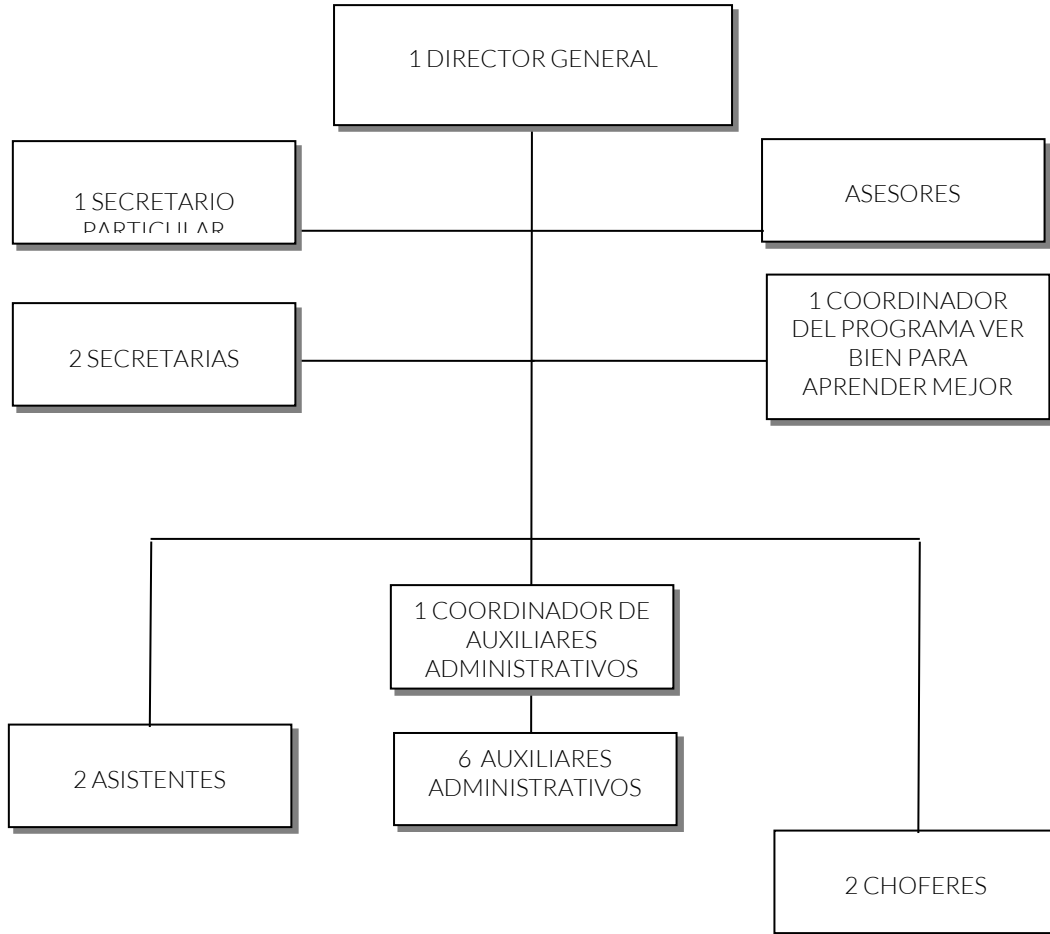 1 DIRECTOR GENERAL
1 SECRETARIO
PARTICULAR
ASESORES
2 SECRETARIAS
1 COORDINADOR
DEL PROGRAMA VER
BIEN PARA
APRENDER MEJOR
1 COORDINADOR DE
AUXILIARES
ADMINISTRATIVOS
2 ASISTENTES
6 AUXILIARES
ADMINISTRATIVOS
2 CHOFERES